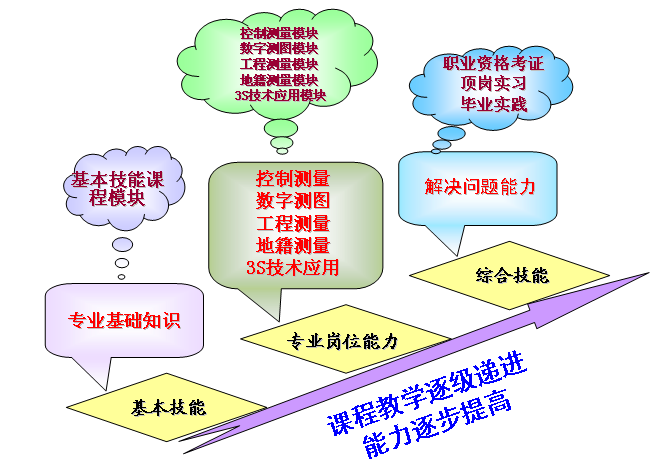 控制测量模块
数字测图模块
工程测量模块
地籍测量模块
3S技术应用模块
职业资格考证
顶岗实习
毕业实践
基本技能课
程模块
控制测量
数字测图
工程测量
地籍测量
3S技术应用
解决问题能力
专业基础知识
综合技能
专业岗位能力
基本技能
课程教学逐级递进
能力逐步提高